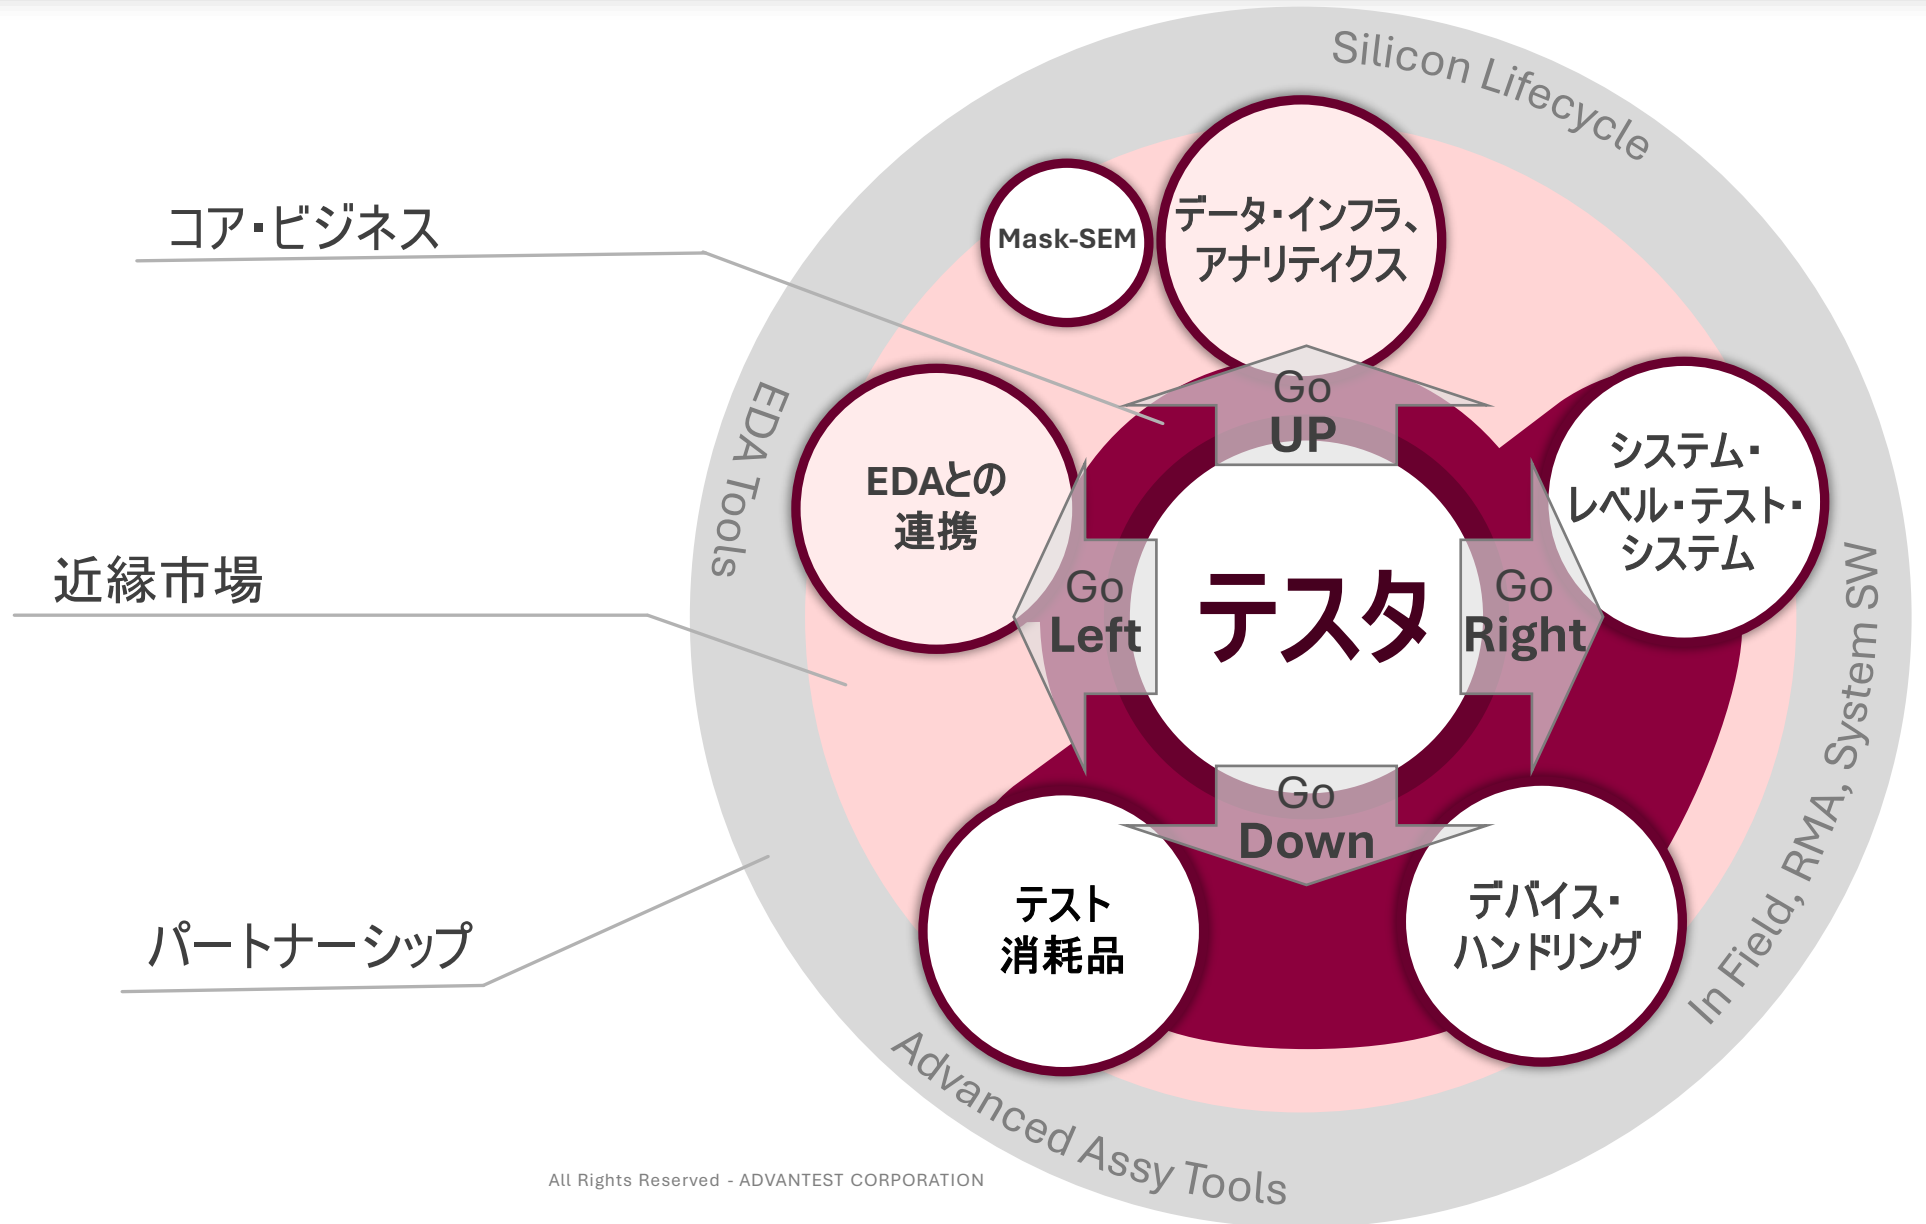 Silicon Lifecycle
コア・ビジネス
Mask-SEM
データ・インフラ、
アナリティクス
Go
UP
EDA Tools
EDAとの
連携
システム・
レベル・テスト・
システム
近縁市場
Go
Left
テスタ
Go
Right
In Field, RMA, System SW
Go
Down
テスト
消耗品
デバイス・
ハンドリング
パートナーシップ
Advanced Assy Tools
All Rights Reserved - ADVANTEST CORPORATION